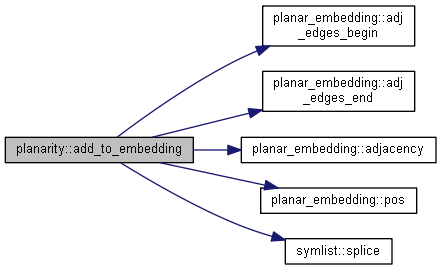 planar_embedding::adj
_edges_begin
planar_embedding::adj
_edges_end
planarity::add_to_embedding
planar_embedding::adjacency
planar_embedding::pos
symlist::splice